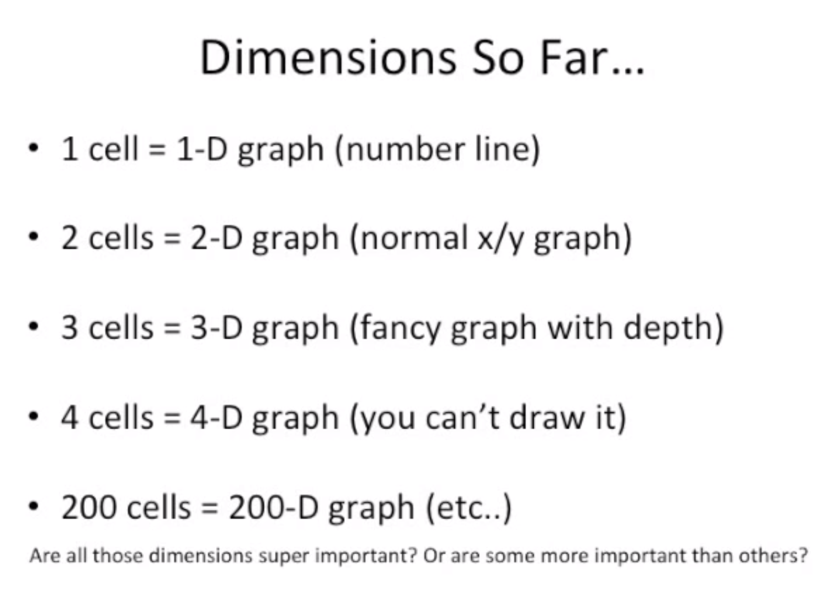 Dimensions So Far...
• 1 cell = 1-D graph (number line)
• 2 cells = 2-D graph (normal x/y graph)
• 3 cells = 3-D graph (fancy graph with depth)
• 4 cells = 4-D graph (you can’t draw it)
• 200 cells = 200-D graph (etc..)
Are all those dimensions super important? Or are some more important than others?